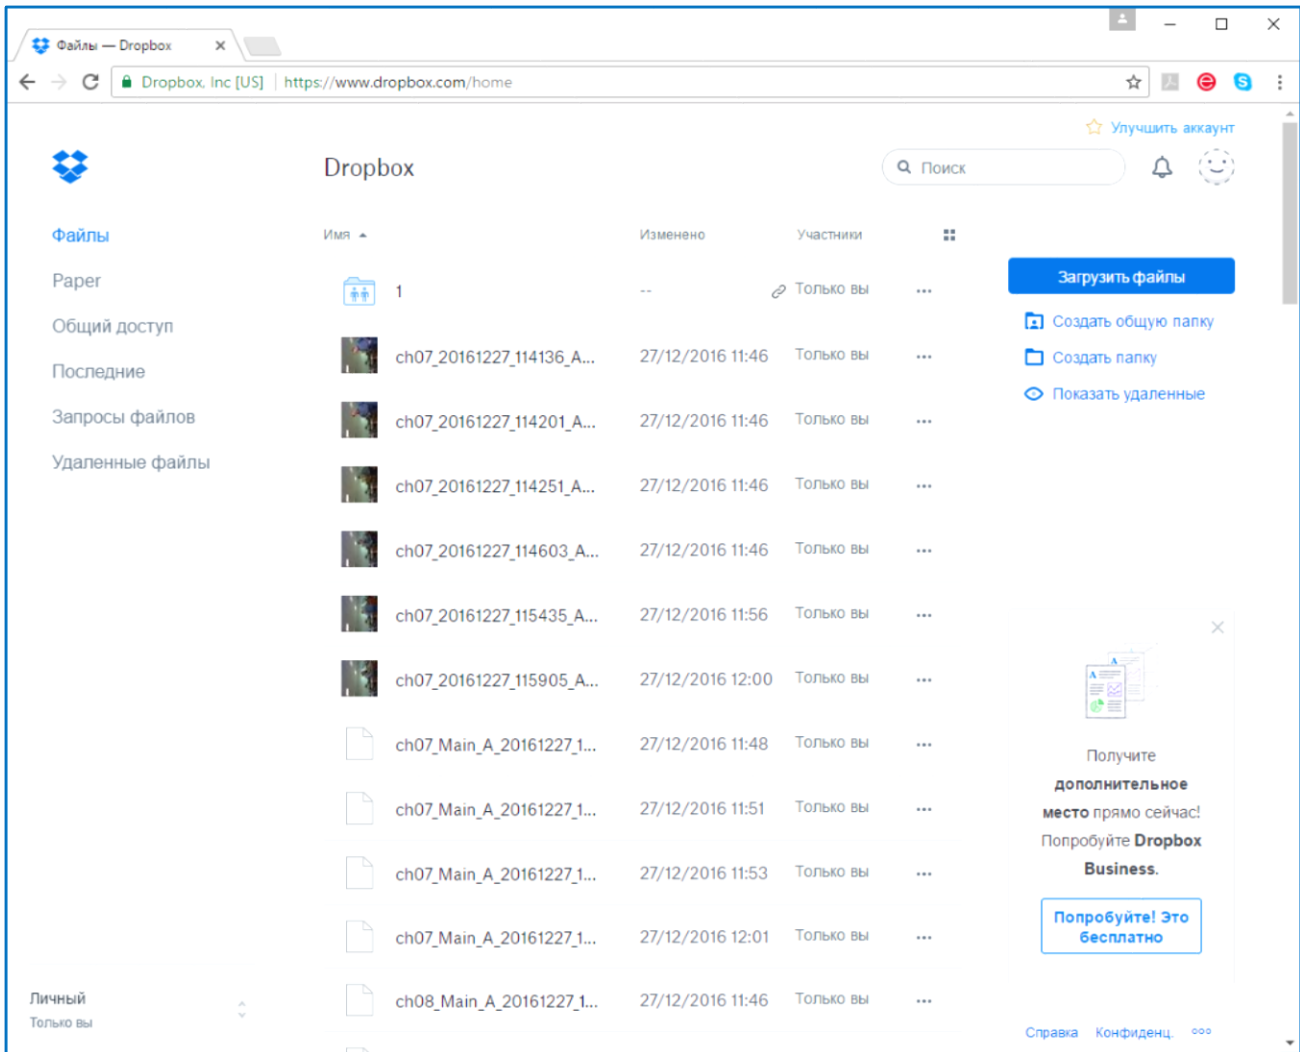 Файлы — Dropbox
Dropbox, Inc [US] https://www.dropbox.com/home
Улучшить аккаунт
Dropbox
Поиск
Файлы
Paper
Общий доступ
Последние
Запросы файлов
Удаленные файлы
Имя Изменено Участники
1 -- Только вы
ch07_20161227_114136_A... 27/12/2016 11:46 Только вы
ch07_20161227_114201_A... 27/12/2016 11:46 Только вы
ch07_20161227_114251_A... 27/12/2016 11:46 Только вы
ch07_20161227_114603_A... 27/12/2016 11:46 Только вы
ch07_20161227_115435_A... 27/12/2016 11:56 Только вы
ch07_20161227_115905_A... 27/12/2016 12:00 Только вы
ch07_Main_A_20161227_1... 27/12/2016 11:48 Только вы
ch07_Main_A_20161227_1... 27/12/2016 11:51 Только вы
ch07_Main_A_20161227_1... 27/12/2016 11:53 Только вы
ch07_Main_A_20161227_1... 27/12/2016 12:01 Только вы
ch08_Main_A_20161227_1... 27/12/2016 11:46 Только вы
Загрузить файлы
Создать общую папку
Создать папку
Показать удаленные
Получите
дополнительное
место прямо сейчас!
Попробуйте Dropbox
Business.
Попробуйте! Это
бесплатно
Личный
Только вы
Справка Конфиденц.